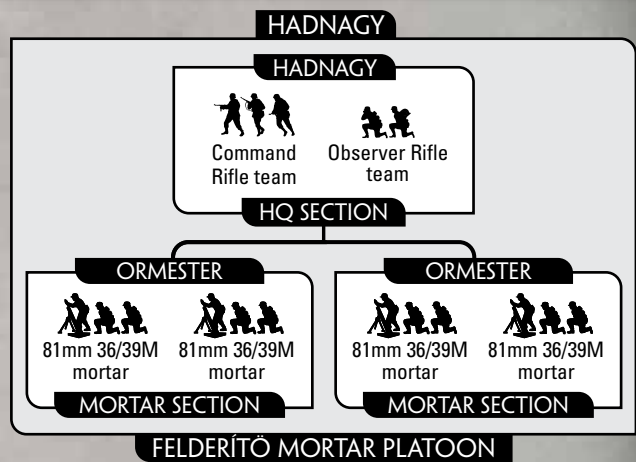 HADNAGY
HADNAGY
Command
Rifle team
Observer Rifle
team
HQ SECTION
ORMESTER
81mm 36/39M
mortar
81mm 36/39M
mortar
MORTAR SECTION
ORMESTER
81mm 36/39M
mortar
81mm 36/39M
mortar
MORTAR SECTION
FELDERÍTÖ MORTAR PLATOON